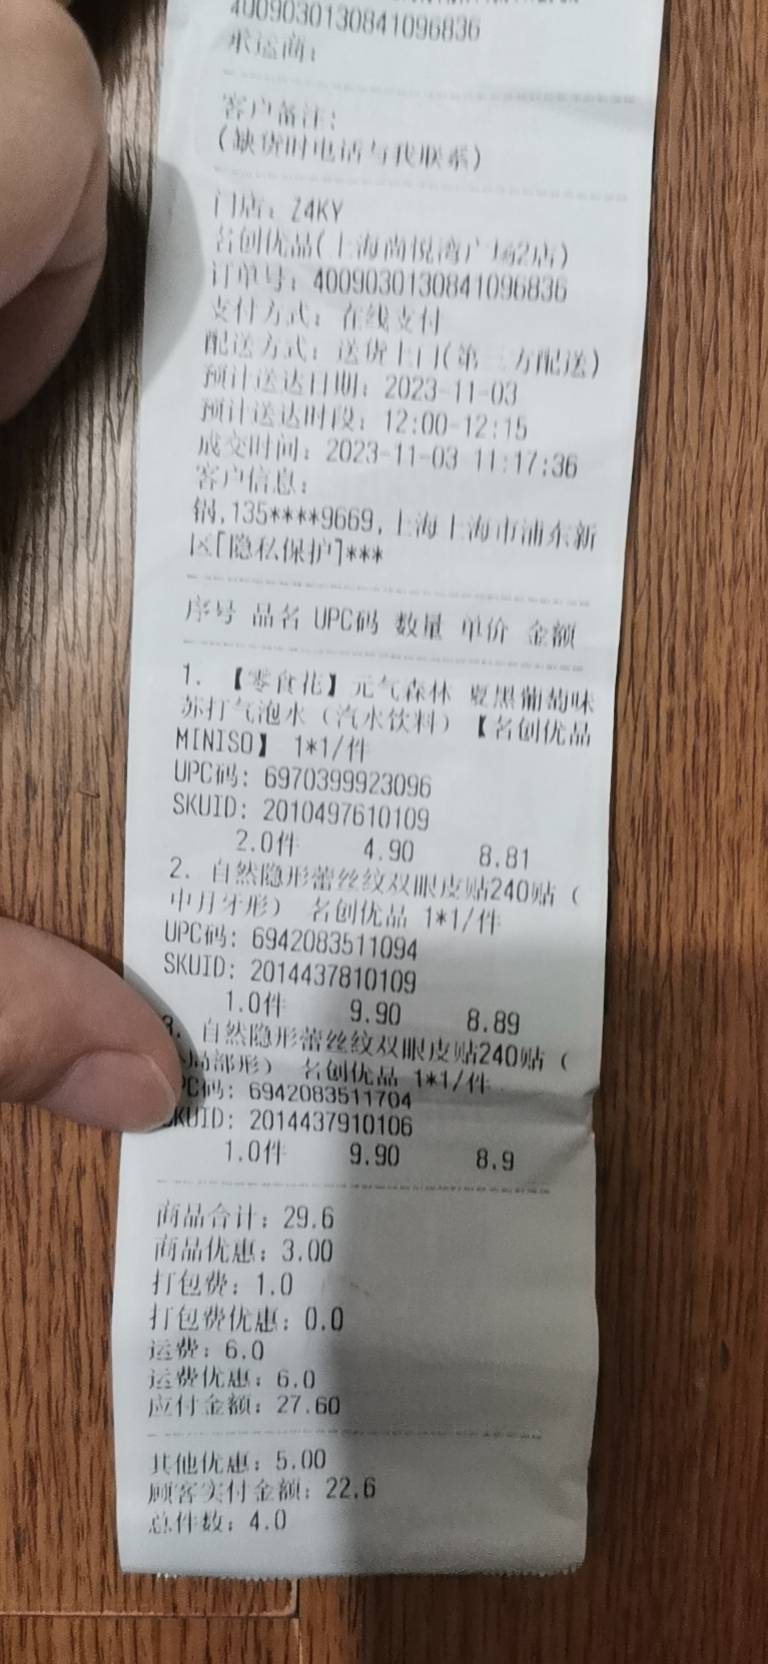 4009030130841096836
承运商:
客户备注:
(缺货时电话与我联系)
门店: Z4KY
名创优品(上海尚悦湾广场2店)
订单号: 4009030130841096836
支付方式: 在线支付
配送方式: 送货上门(第三方配送)
预计送达日期: 2023-11-03
预计送达时段: 12:00-12:15
成交时间: 2023-11-03 11:17:36
客户信息:
锅,135****9669,上海上海市浦东新
区[隐私保护]***
序号 品名 UPC码 数量 单价 金额
1. 【零食花】元气森林 夏黑葡萄味
苏打气泡水（汽水饮料）【名创优品
MINISO】 1*1/件
UPC码: 6970399923096
SKUID: 2010497610109
2.0件 4.90 8.81
2. 自然隐形蕾丝纹双眼皮贴240贴（
中月牙形） 名创优品 1*1/件
UPC码: 6942083511094
SKUID: 2014437810109
1.0件 9.90 8.89
3. 自然隐形蕾丝纹双眼皮贴240贴（
局部形） 名创优品 1*1/件
PC码: 6942083511704
SKUID: 2014437910106
1.0件 9.90 8.9
商品合计: 29.6
商品优惠: 3.00
打包费: 1.0
打包费优惠: 0.0
运费: 6.0
运费优惠: 6.0
应付金额: 27.60
其他优惠: 5.00
顾客实付金额: 22.6
总件数: 4.0